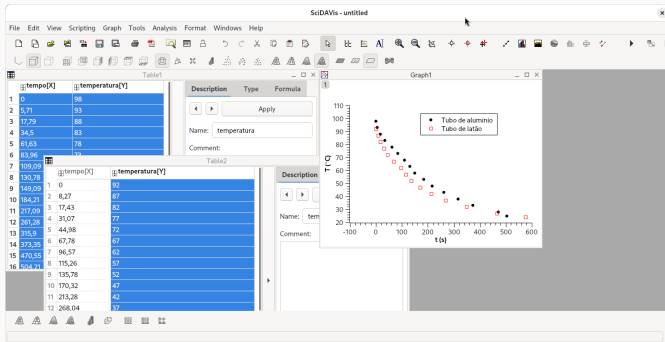 SciDAVis - untitled
File Edit View Scripting Graph Tools Analysis Format Windows Help
Table1
tempo[X] temperatura[Y]
1 0 98
2 5,71 93
3 17,79 88
4 34,5 83
5 61,63 78
6 83,96 73
7 109,09
8 130,78
9 149,09
10 184,21
11 217,09
12 261,28
13 315,9
14 373,35
15 470,55
16 504,71
Description Type Formula
Apply
Name: temperatura
Comment:
Table2
tempo[X] temperatura[Y]
1 0 92
2 8,27 87
3 17,43 82
4 31,07 77
5 44,98 72
6 67,78 67
7 96,57 62
8 115,26 57
9 135,78 52
10 170,32 47
11 213,28 42
12 268,04 37
Description
Name: tem
Comment:
Graph1
1
110
100
90
80
70
60
50
40
30
20
T (°C)
-100 0 100 200 300 400 500 600
t (s)
Tubo de alumínio
Tubo de latão